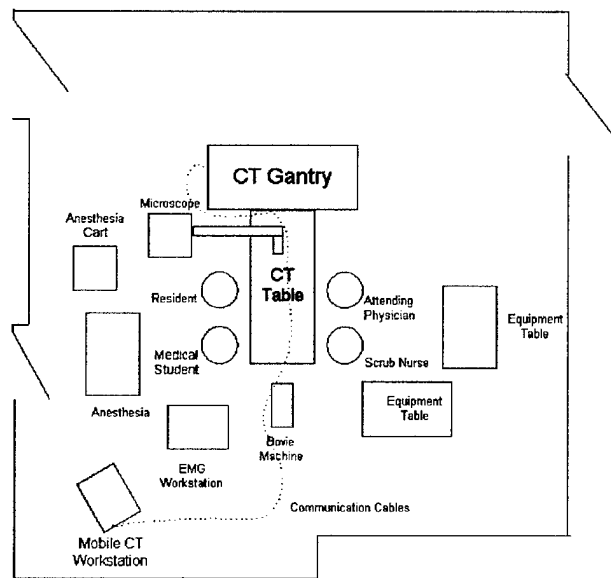 CT Gantry
Microscope
Anesthesia
Cart
CT
Table
Resident
Attending
Physician
Equipment
Table
Medical
Student
Scrub Nurse
Anesthesia
Equipment
Table
Bovie
Machine
EMG
Workstation
Communication Cables
Mobile CT
Workstation